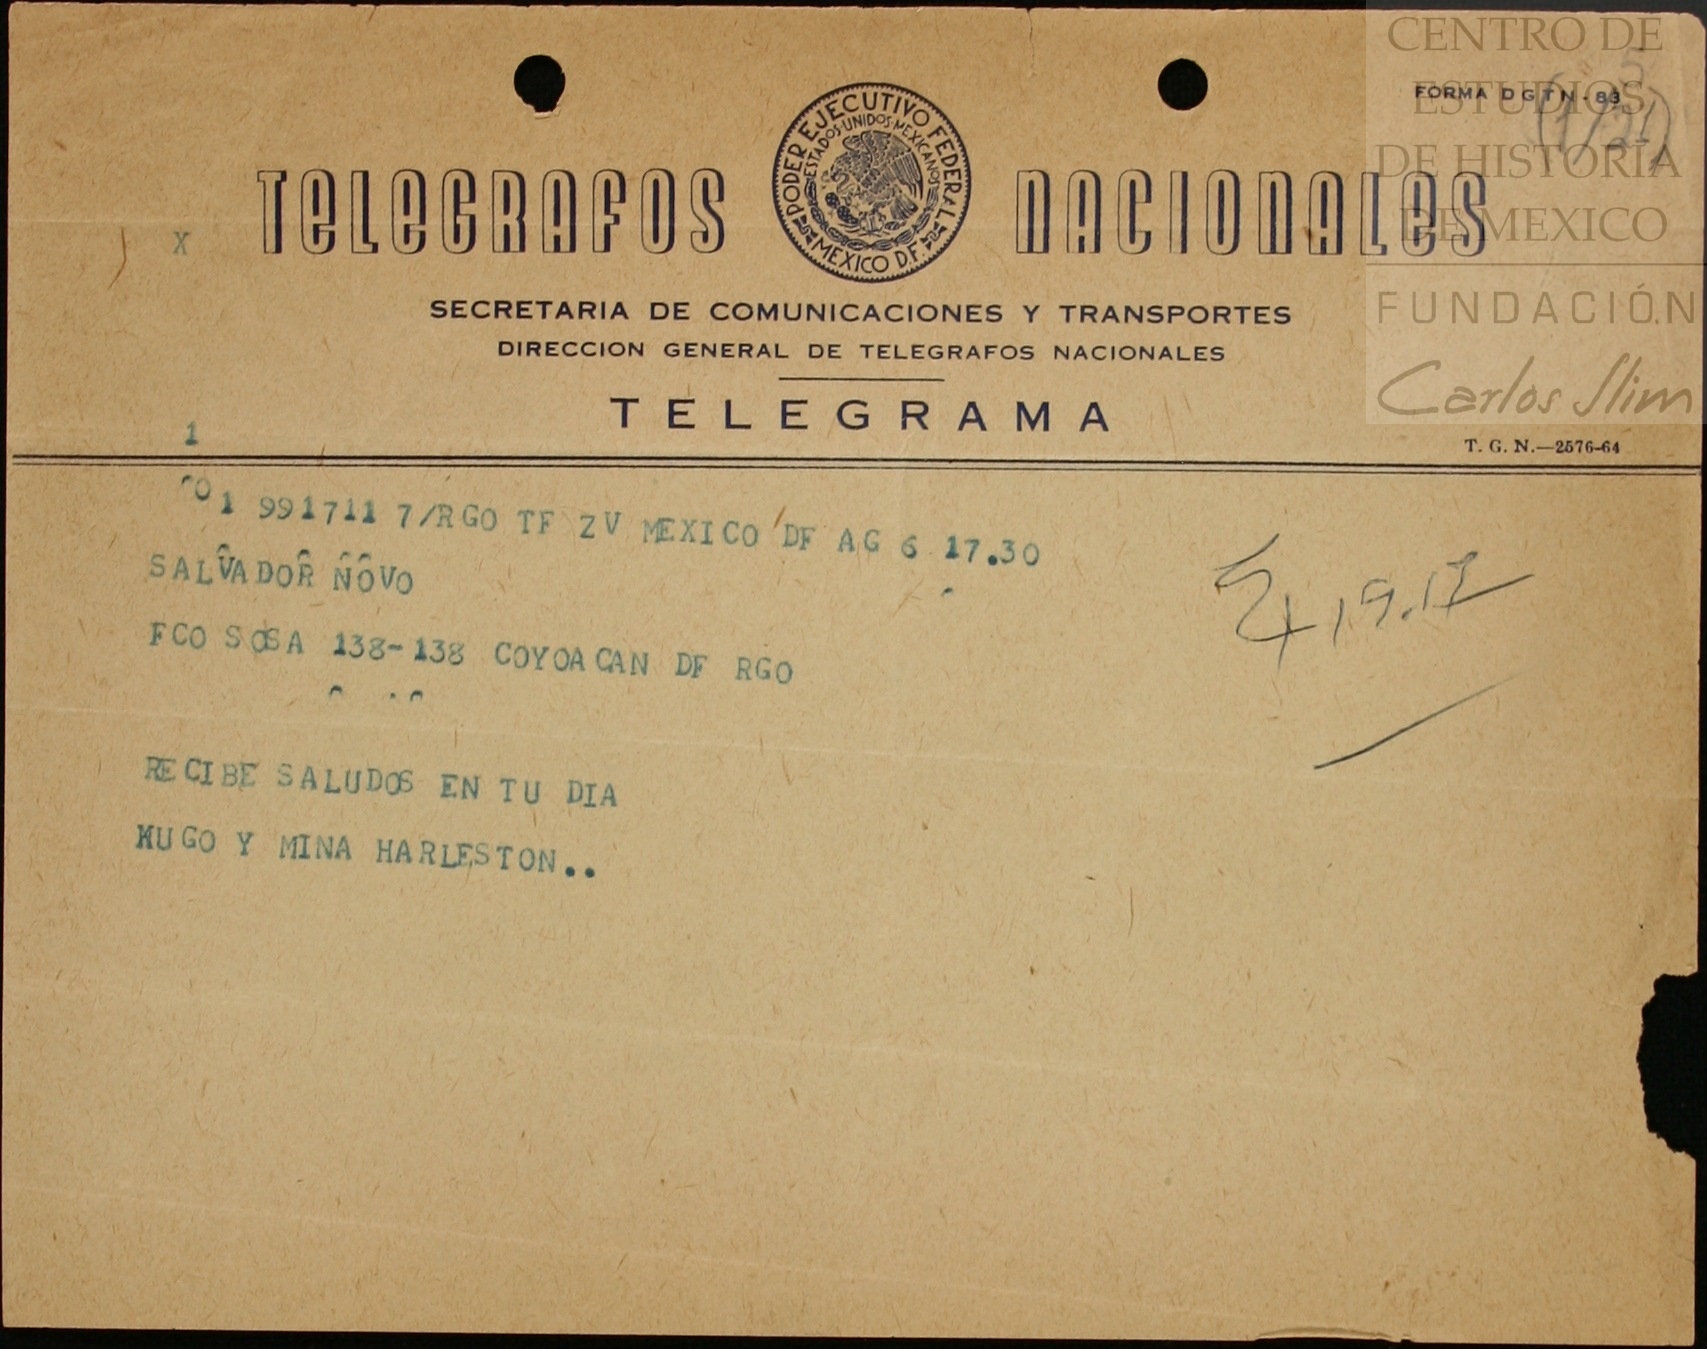 CENTRO DE
ESTUDIOS
DE HISTORIA
DE MEXICO
FUNDACIÓN
Carlos Slim
FORMA D G T N - 83
PODER EJECUTIVO FEDERAL
ESTADOS·UNIDOS·MEXICANOS
MEXICO D.F.
TELEGRAFOS NACIONALES
X
SECRETARIA DE COMUNICACIONES Y TRANSPORTES
DIRECCION GENERAL DE TELEGRAFOS NACIONALES
TELEGRAMA
1
T. G. N.—2576-64
01 991711 7/RGO TF ZV MEXICO DF AG 6 17.30
SALVADOR NOVO
FCO SOSA 138-138 COYOACAN DF RGO
RECIBE SALUDOS EN TU DIA
HUGO Y MINA HARLESTON..